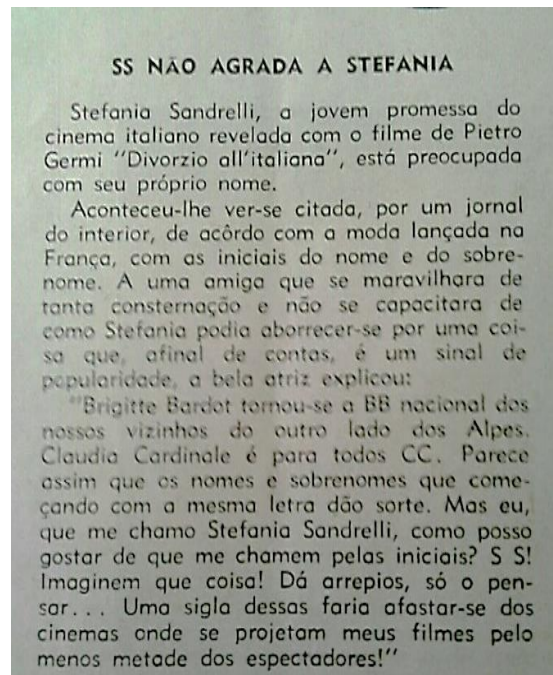 SS NÃO AGRADA A STEFANIA
Stefania Sandrelli, a jovem promessa do
cinema italiano revelada com o filme de Pietro
Germi "Divorzio all'italiana", está preocupada
com seu próprio nome.
Aconteceu-lhe ver-se citada, por um jornal
do interior, de acôrdo com a moda lançada na
França, com as iniciais do nome e do sobre-
nome. A uma amiga que se maravilhara de
tanta consternação e não se capacitara de
como Stefania podia aborrecer-se por uma coi-
sa que, afinal de contas, é um sinal de
popularidade, a bela atriz explicou:
"Brigitte Bardot tornou-se a BB nacional dos
nossos vizinhos do outro lado dos Alpes.
Claudia Cardinale é para todos CC. Parece
assim que os nomes e sobrenomes que come-
çando com a mesma letra dão sorte. Mas eu,
que me chamo Stefania Sandrelli, como posso
gostar de que me chamem pelas iniciais? S S!
Imaginem que coisa! Dá arrepios, só o pen-
sar... Uma sigla dessas faria afastar-se dos
cinemas onde se projetam meus filmes pelo
menos metade dos espectadores!"